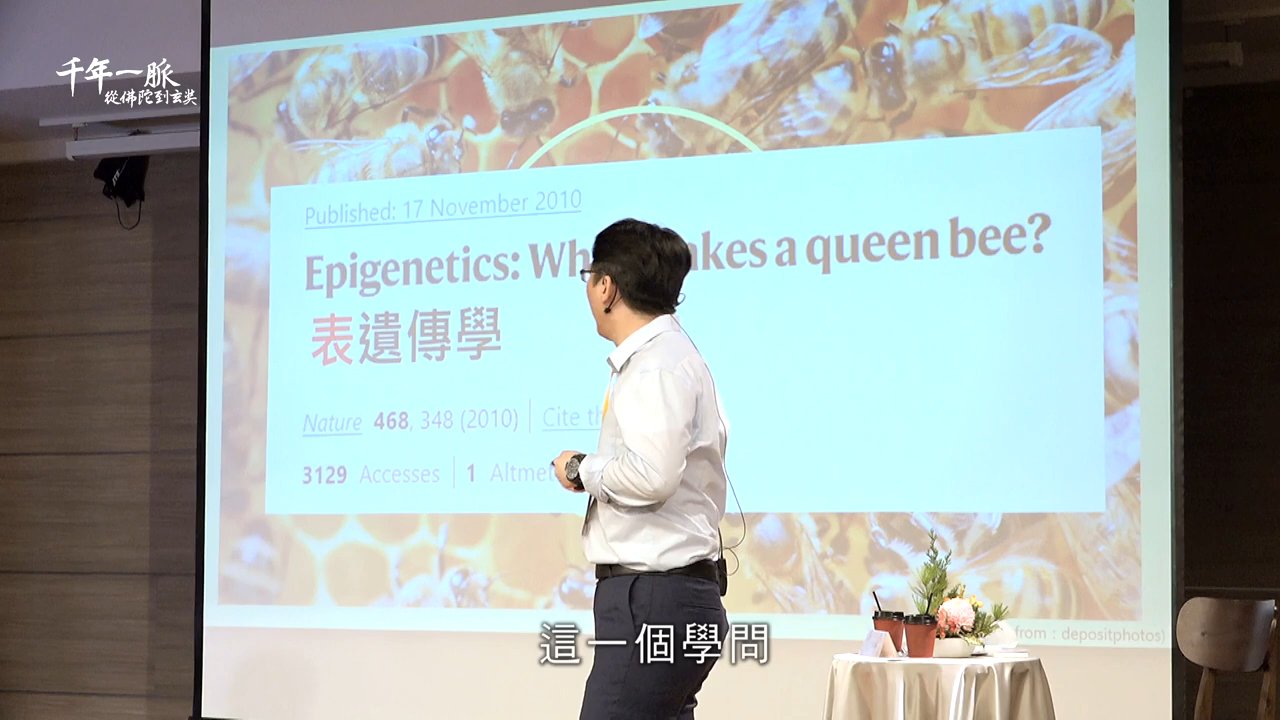 千年一脈
從佛陀到玄奘
Published: 17 November 2010
Epigenetics: Wh akes a queen bee?
表遺傳學
Nature 468, 348 (2010) Cite th
3129 Accesses 1 Altmet
from : depositphotos)
這一個學問